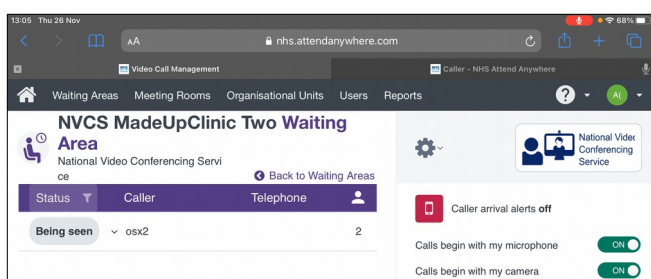 13:05 Thu 26 Nov
68%
AA
nhs.attendanywhere.com
Video Call Management
Caller - NHS Attend Anywhere
Waiting Areas Meeting Rooms Organisational Units Users Reports
? A(
NVCS MadeUpClinic Two Waiting
Area
National Video Conferencing Servi
ce
Back to Waiting Areas
Status Caller Telephone
Being seen osx2 2
National Video
Conferencing
Service
Caller arrival alerts off
Calls begin with my microphone ON
Calls begin with my camera ON